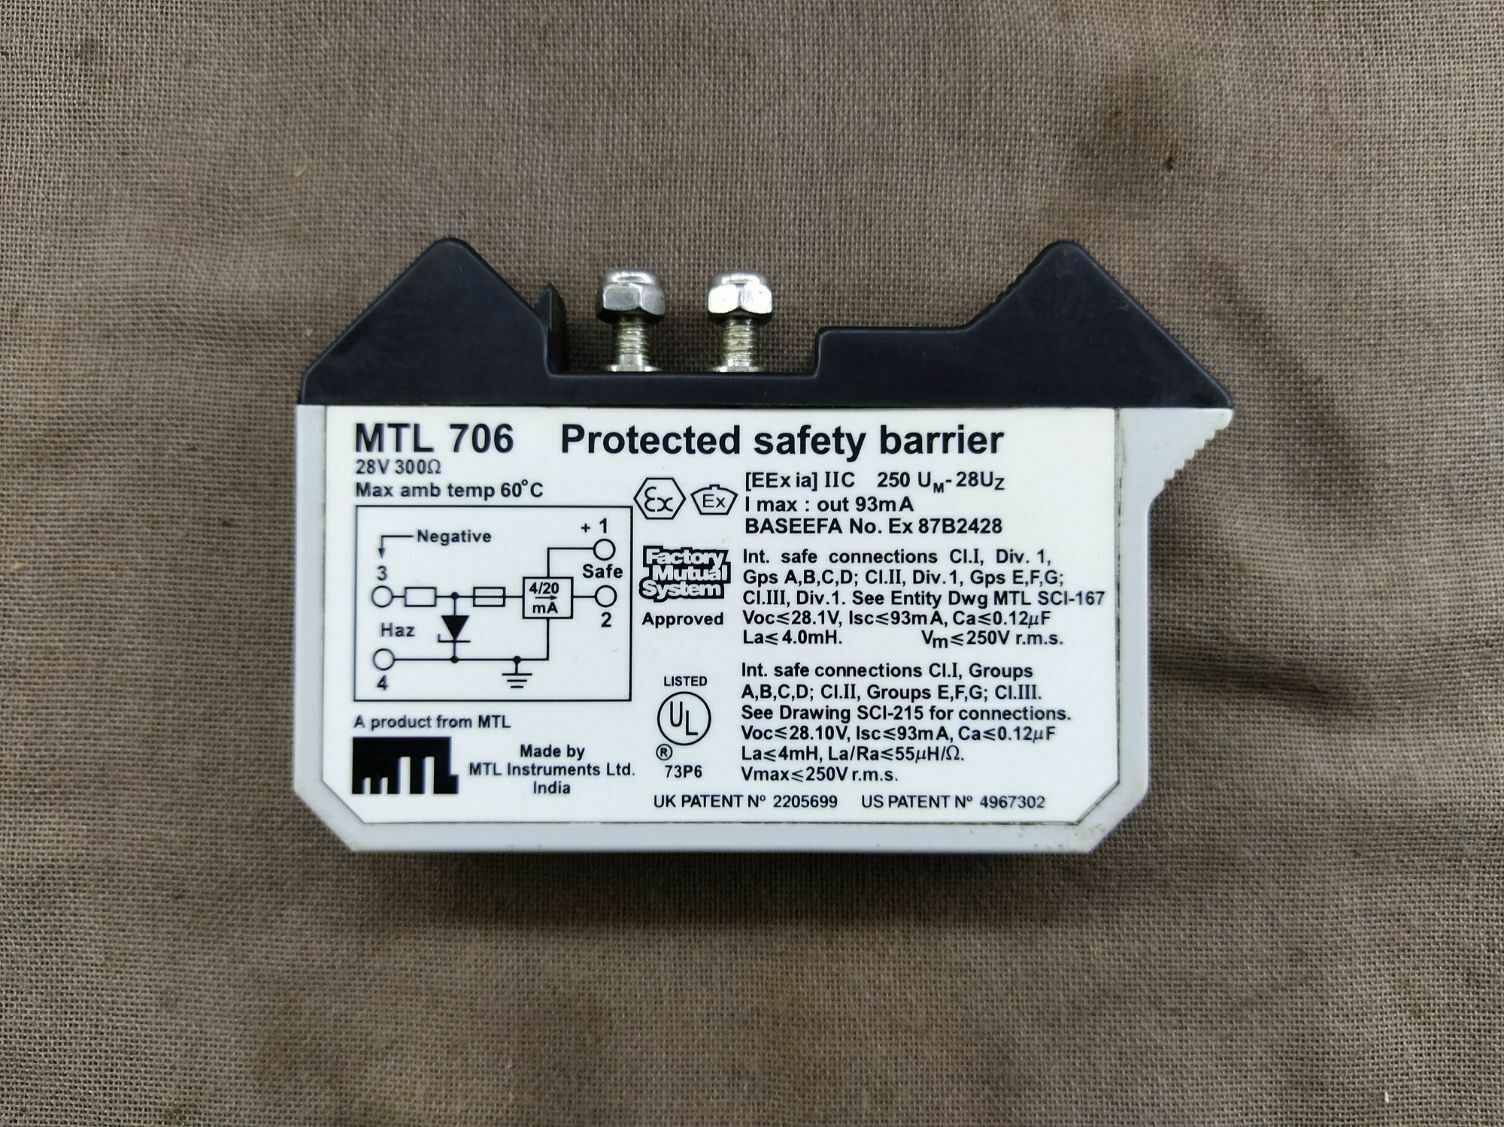 MTL 706 Protected safety barrier
28V 300Ω
Max amb temp 60°C
Negative
+ 1
3
Safe
4/20
mA
2
Haz
4
A product from MTL
mTL
Made by
MTL Instruments Ltd.
India
Ex
Ex
[EEx ia] IIC 250 UM-28UZ
I max : out 93mA
BASEEFA No. Ex 87B2428
Factory
Mutual
System
Approved
Int. safe connections Cl.I, Div. 1,
Gps A,B,C,D; Cl.II, Div.1, Gps E,F,G;
Cl.III, Div.1. See Entity Dwg MTL SCI-167
Voc≤28.1V, Isc≤93mA, Ca≤0.12µF
La≤4.0mH. Vm≤250V r.m.s.
LISTED
UL
®
73P6
Int. safe connections Cl.I, Groups
A,B,C,D; Cl.II, Groups E,F,G; Cl.III.
See Drawing SCI-215 for connections.
Voc≤28.10V, Isc≤93mA, Ca≤0.12µF
La≤4mH, La/Ra≤55µH/Ω.
Vmax≤250V r.m.s.
UK PATENT Nº 2205699 US PATENT Nº 4967302